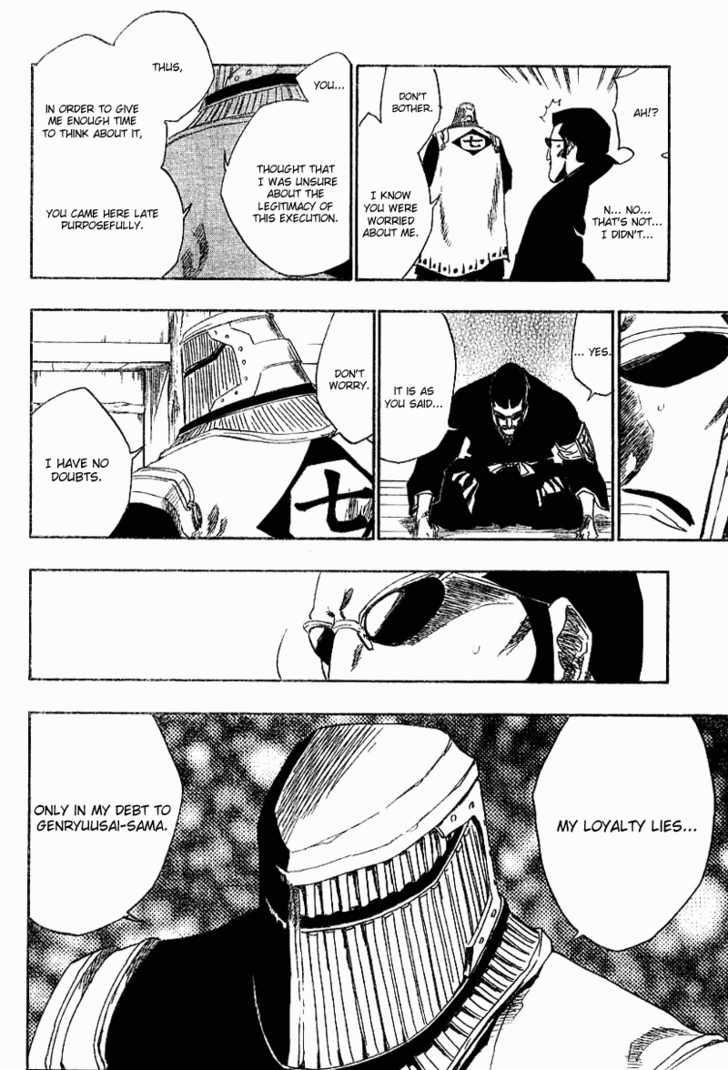 AH!?
N... NO...
THAT'S NOT...
I DIDN'T...
DON'T
BOTHER.
七
I KNOW
YOU WERE
WORRIED
ABOUT ME.
YOU...
THOUGHT THAT
I WAS UNSURE
ABOUT THE
LEGITIMACY OF
THIS EXECUTION.
THUS,
IN ORDER TO GIVE
ME ENOUGH TIME
TO THINK ABOUT IT,
YOU CAME HERE LATE
PURPOSEFULLY.
... YES.
IT IS AS
YOU SAID...
DON'T
WORRY.
I HAVE NO
DOUBTS.
七
MY LOYALTY LIES...
ONLY IN MY DEBT TO
GENRYUUSAI-SAMA.